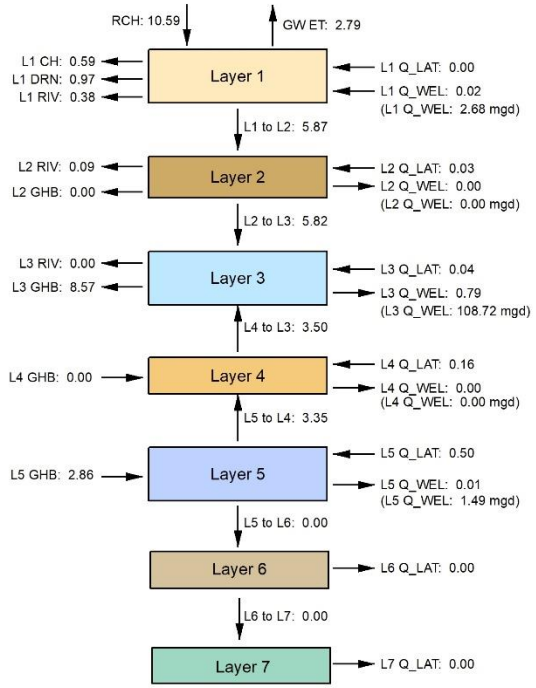 RCH: 10.59
GW ET: 2.79
L1 CH: 0.59
L1 DRN: 0.97
L1 RIV: 0.38
Layer 1
L1 Q_LAT: 0.00
L1 Q_WEL: 0.02
(L1 Q_WEL: 2.68 mgd)
L1 to L2: 5.87
L2 RIV: 0.09
L2 GHB: 0.00
Layer 2
L2 Q_LAT: 0.03
L2 Q_WEL: 0.00
(L2 Q_WEL: 0.00 mgd)
L2 to L3: 5.82
L3 RIV: 0.00
L3 GHB: 8.57
Layer 3
L3 Q_LAT: 0.04
L3 Q_WEL: 0.79
(L3 Q_WEL: 108.72 mgd)
L4 to L3: 3.50
L4 GHB: 0.00
Layer 4
L4 Q_LAT: 0.16
L4 Q_WEL: 0.00
(L4 Q_WEL: 0.00 mgd)
L5 to L4: 3.35
L5 GHB: 2.86
Layer 5
L5 Q_LAT: 0.50
L5 Q_WEL: 0.01
(L5 Q_WEL: 1.49 mgd)
L5 to L6: 0.00
Layer 6
L6 Q_LAT: 0.00
L6 to L7: 0.00
Layer 7
L7 Q_LAT: 0.00